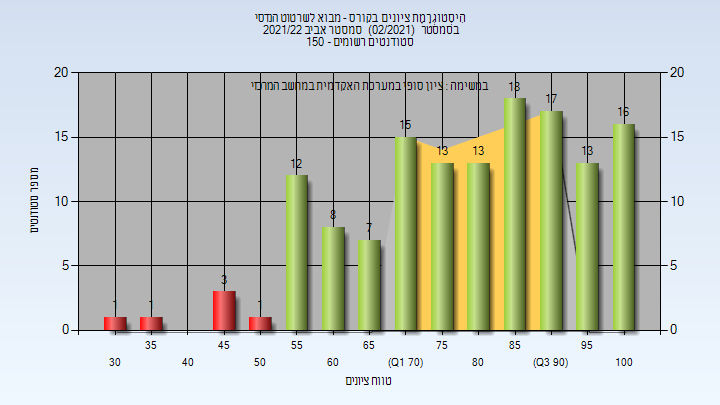 הִיסְטוֹגְרָמַת ציונים בקורס - מבוא לשרטוט הנדסי
בסמסטר (02/2021) סמסטר אביב 2021/22
סטודנטים רשומים - 150
במשימה : ציון סופי במערכת האקדמית במחשב המרכזי
מספר סטודנטים
20 20
15 15
10 10
5 5
0 0
1 1 3 1 12 8 7 15 13 13 18 17 13 16
35 45 55 65 75 85 95
30 40 50 60 (Q1 70) 80 (Q3 90) 100
טווח ציונים